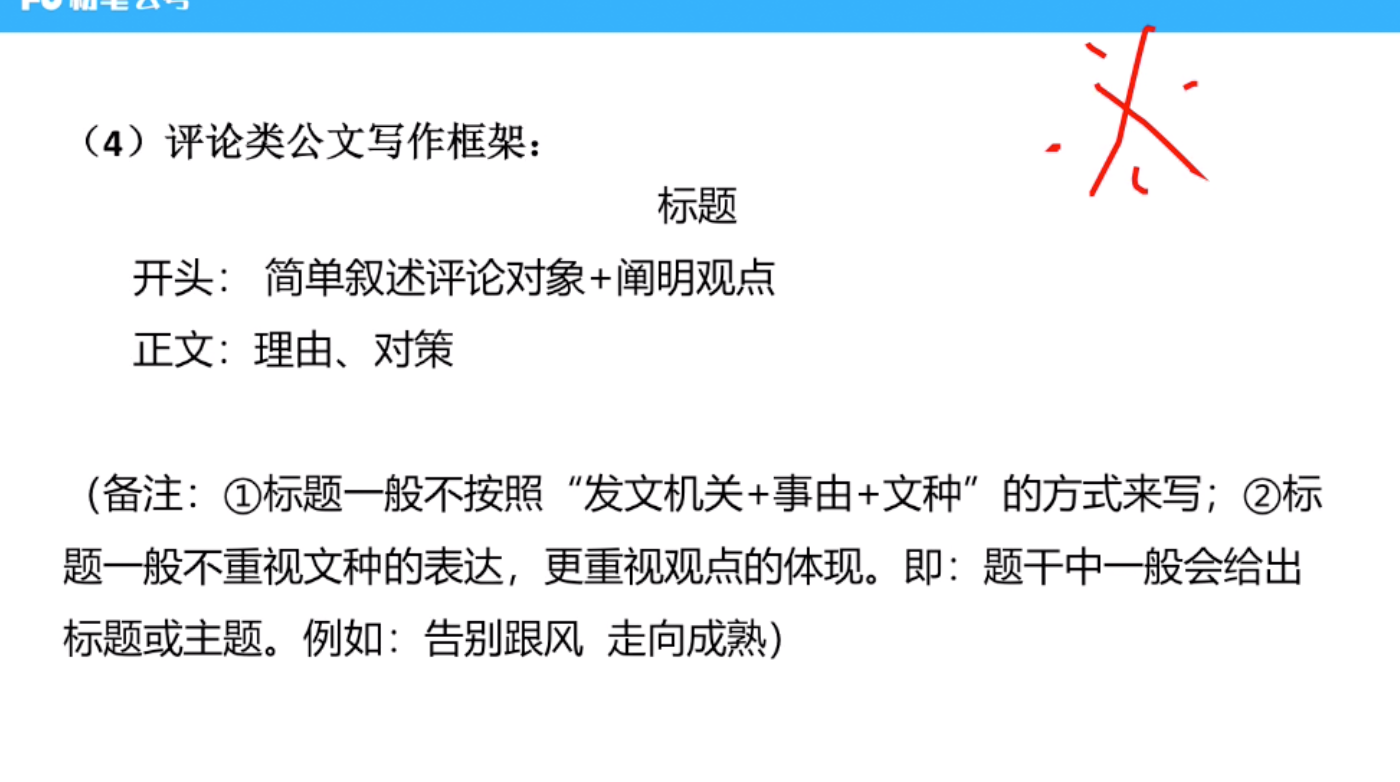 （4）评论类公文写作框架：
标题
开头： 简单叙述评论对象+阐明观点
正文：理由、对策
（备注：①标题一般不按照“发文机关+事由+文种”的方式来写；②标
题一般不重视文种的表达，更重视观点的体现。即：题干中一般会给出
标题或主题。例如：告别跟风 走向成熟）